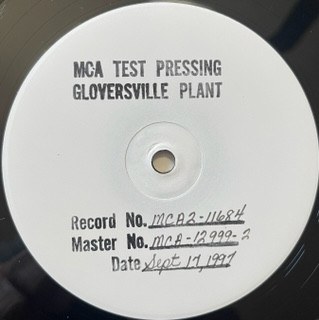 MCA TEST PRESSING
GLOVERSVILLE PLANT
Record No. MCA2-11684
Master No. MCA-12999-2
Date Sept 17, 1997